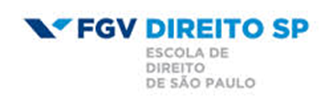 FGV DIREITO SP
ESCOLA DE
DIREITO
DE SÃO PAULO